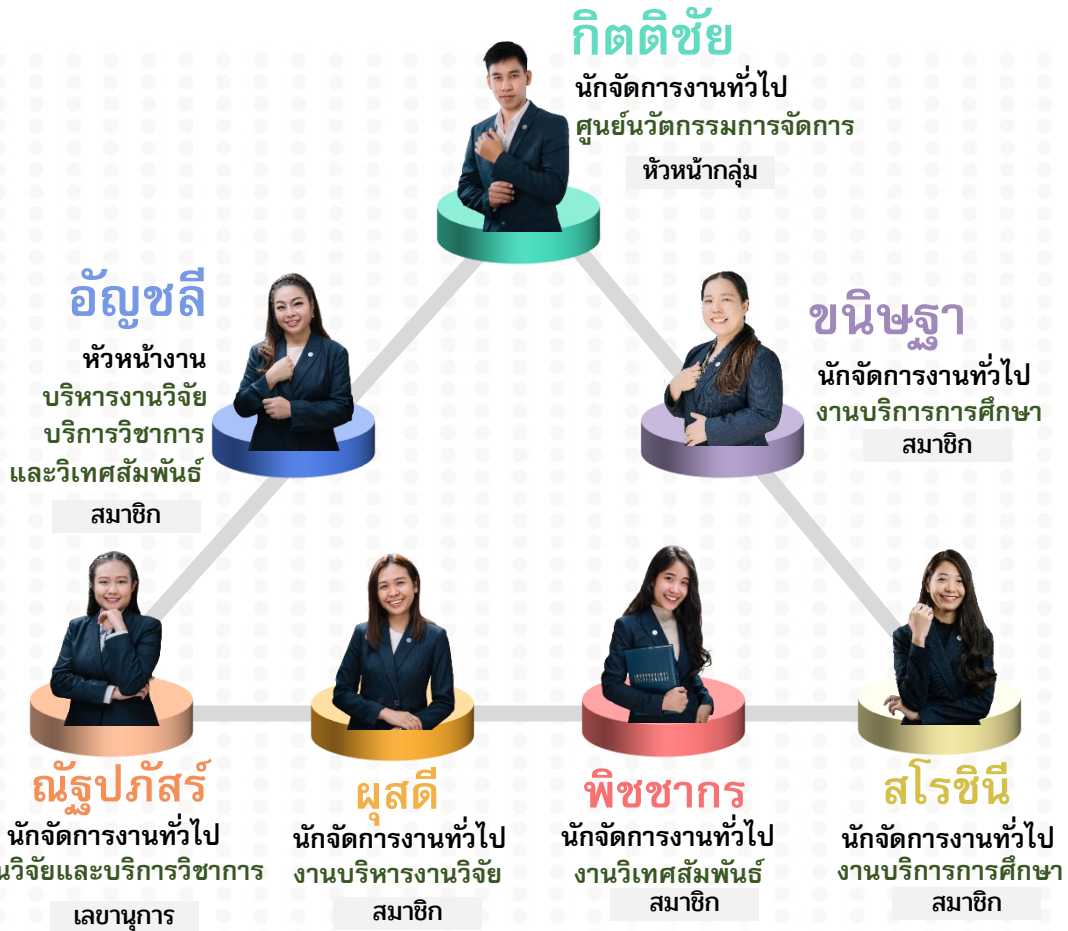 กิตติชัย
นักจัดการงานทั่วไป
ศูนย์นวัตกรรมการจัดการ
หัวหน้ากลุ่ม
อัญชลี
หัวหน้างาน
บริหารงานวิจัย
บริการวิชาการ
และวิเทศสัมพันธ์
สมาชิก
ขนิษฐา
นักจัดการงานทั่วไป
งานบริการการศึกษา
สมาชิก
ณัฐปภัสร์
นักจัดการงานทั่วไป
นวิจัยและบริการวิชาการ
เลขานุการ
ผุสดี
นักจัดการงานทั่วไป
งานบริหารงานวิจัย
สมาชิก
พิชชากร
นักจัดการงานทั่วไป
งานวิเทศสัมพันธ์
สมาชิก
สโรชินี
นักจัดการงานทั่วไป
งานบริการการศึกษา
สมาชิก